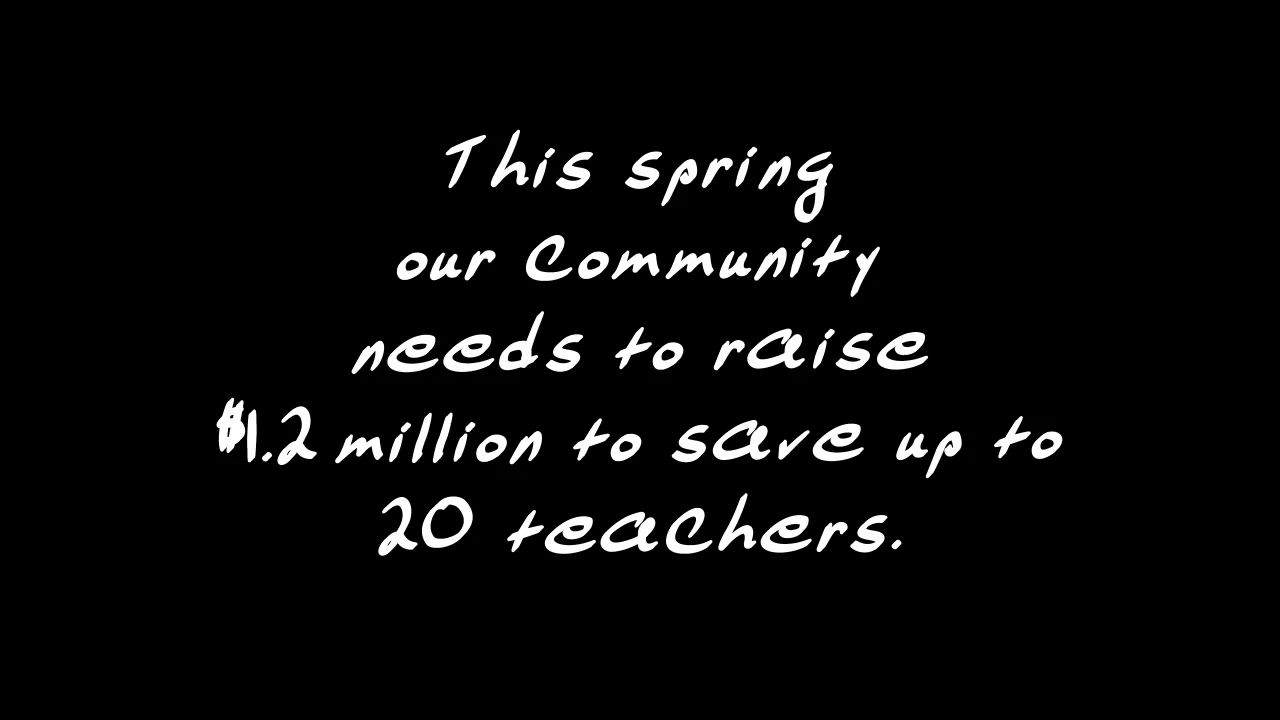 This spring
our Community
needs to raise
$1.2 million to save up to
20 teachers.